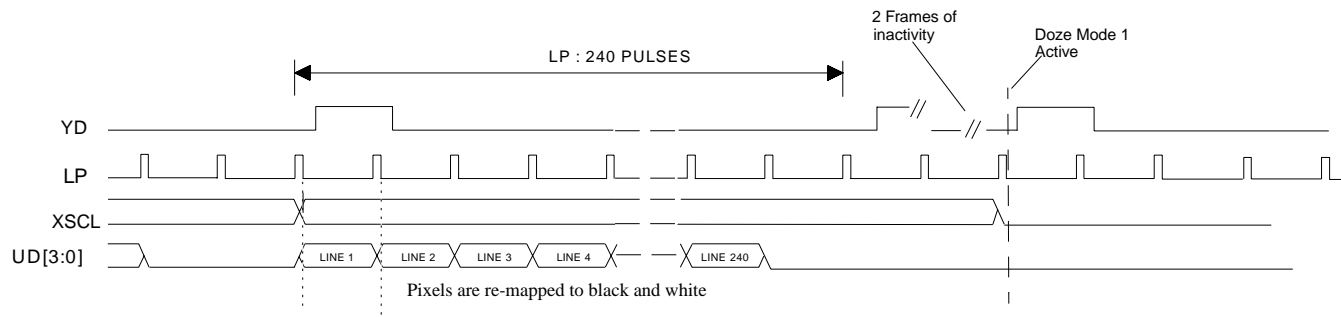 2 Frames of
inactivity
Doze Mode 1
Active
LP : 240 PULSES
YD
LP
XSCL
UD[3:0]
LINE 1
LINE 2
LINE 3
LINE 4
LINE 240
Pixels are re-mapped to black and white